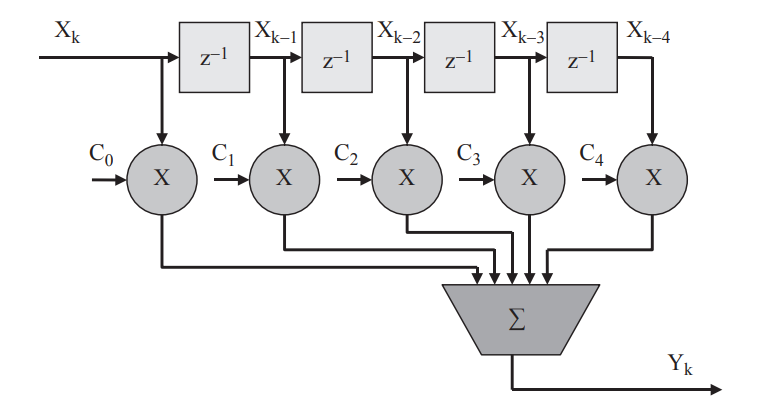 X_k X_{k–1} X_{k–2} X_{k–3} X_{k–4}
z^{–1} z^{–1} z^{–1} z^{–1}
C_0 C_1 C_2 C_3 C_4
X X X X X
Σ
Y_k